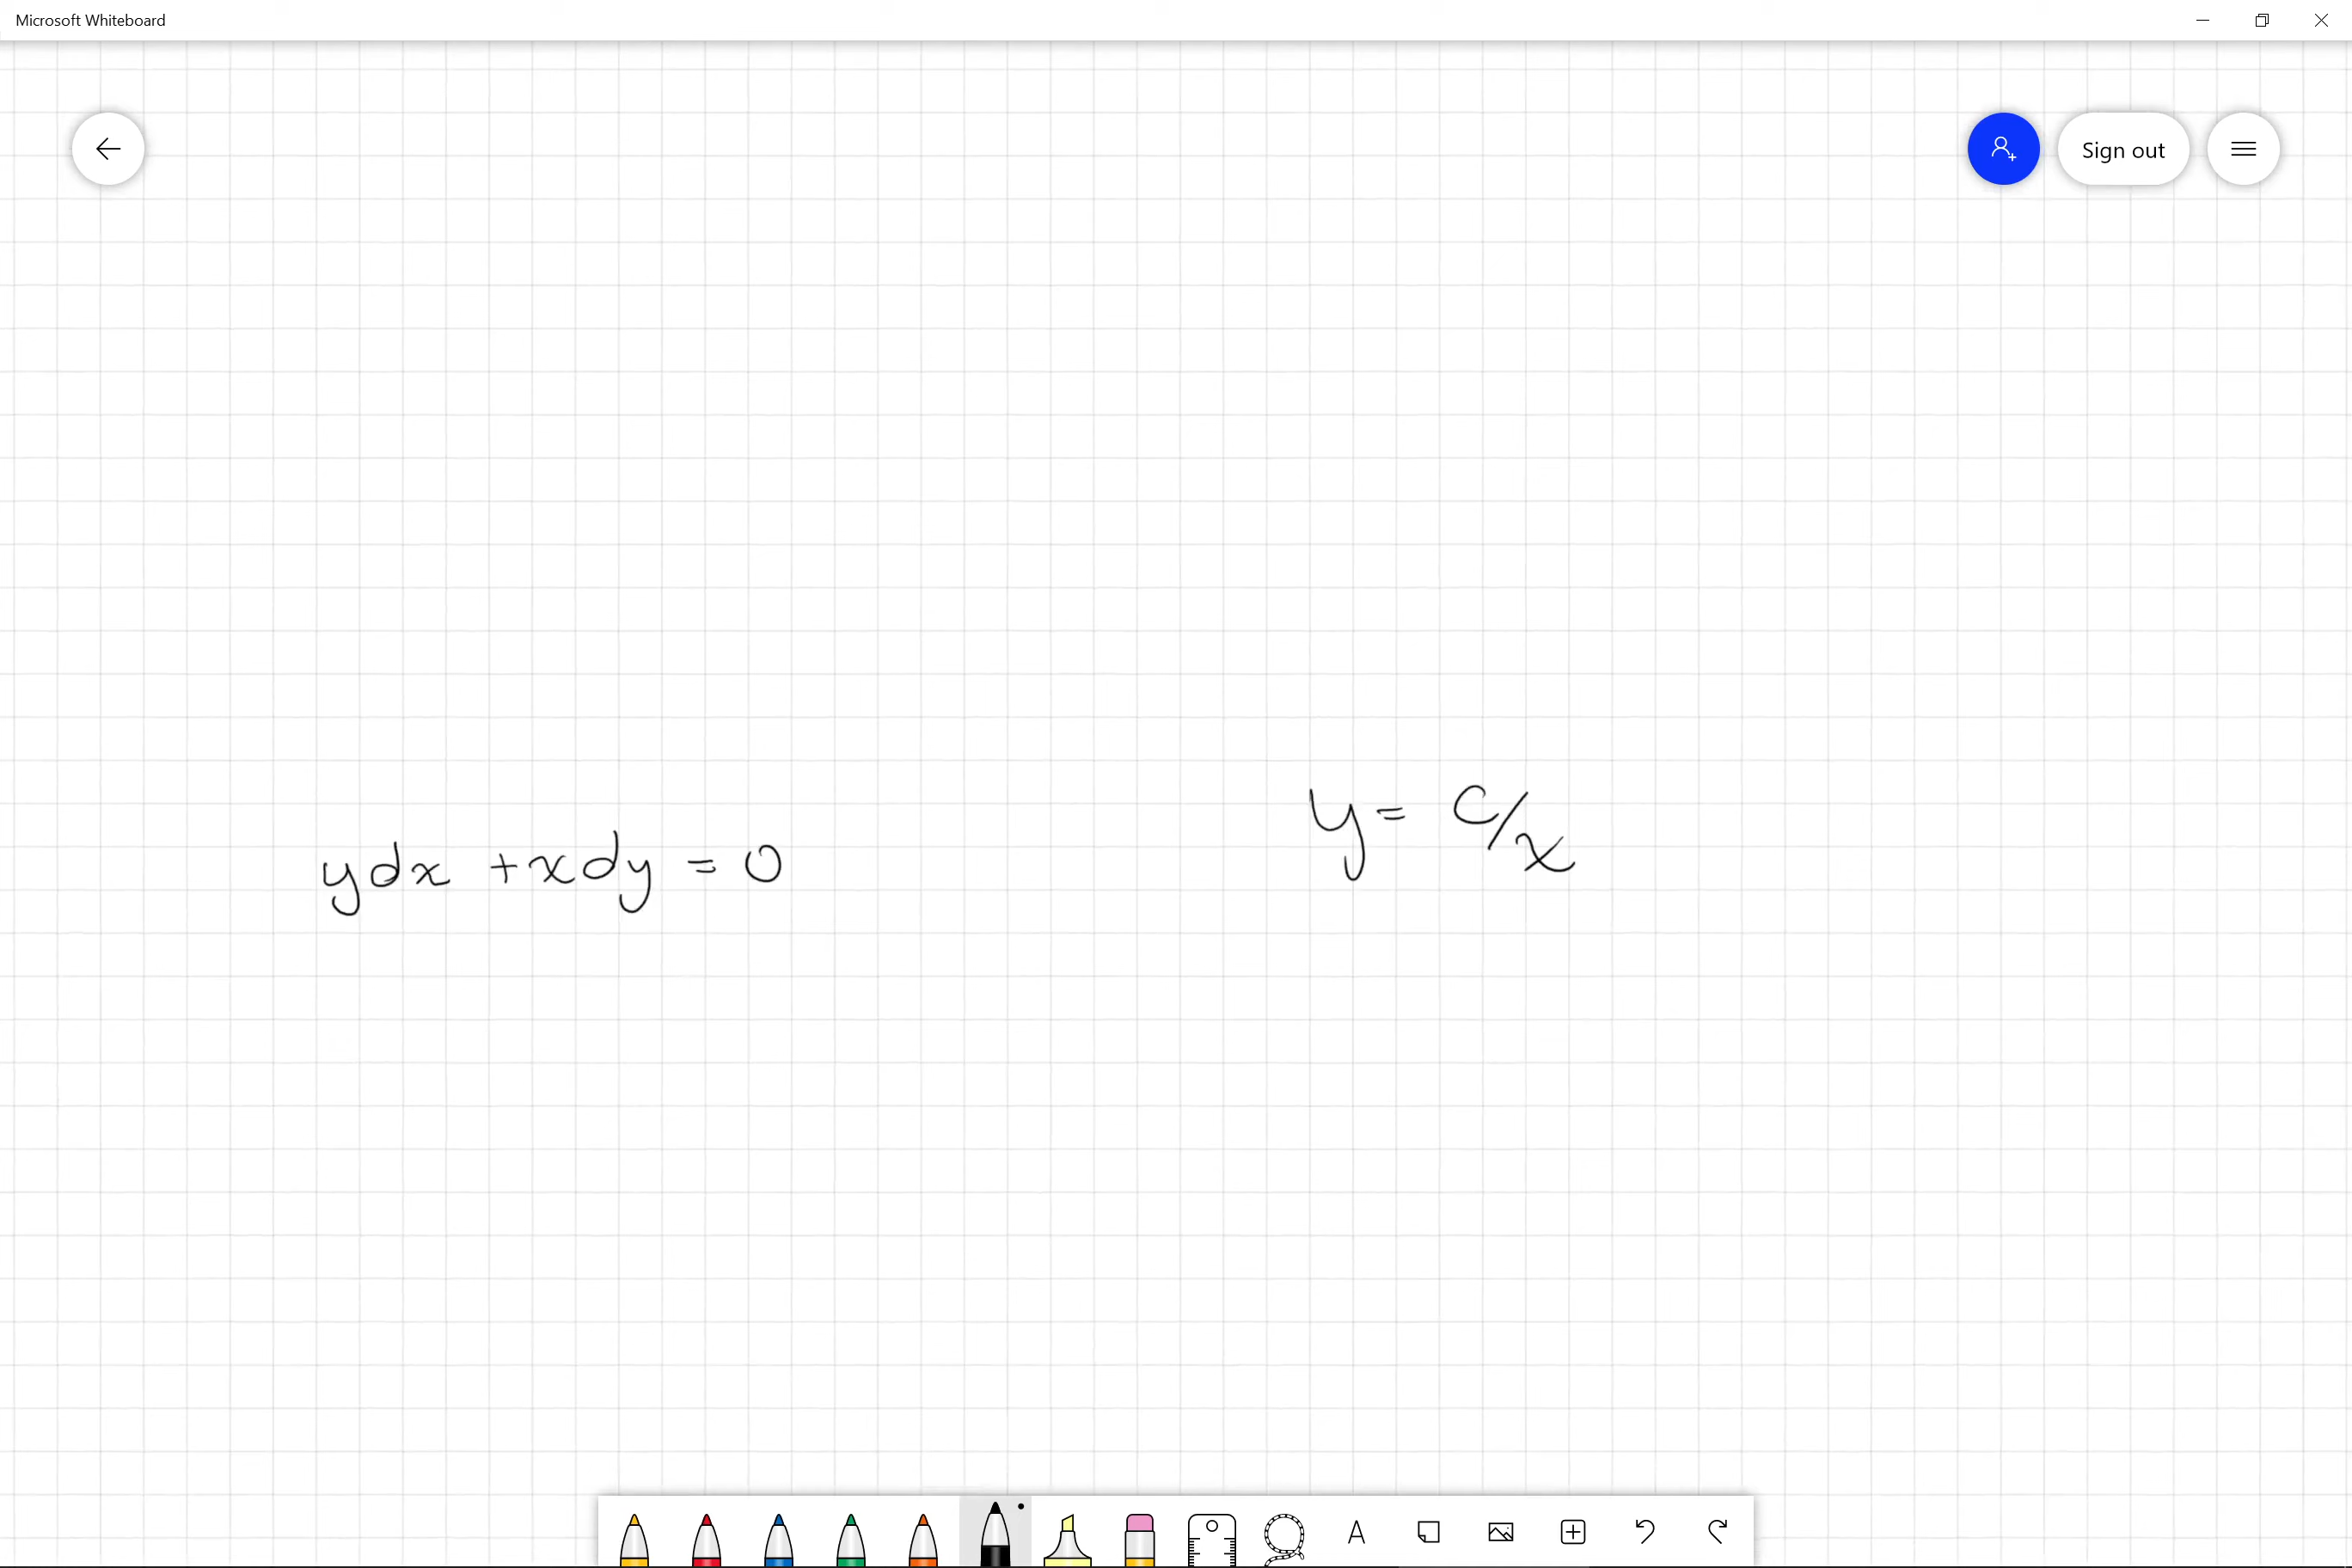 Microsoft Whiteboard
Sign out
ydx +xdy = 0
y = c/x
A